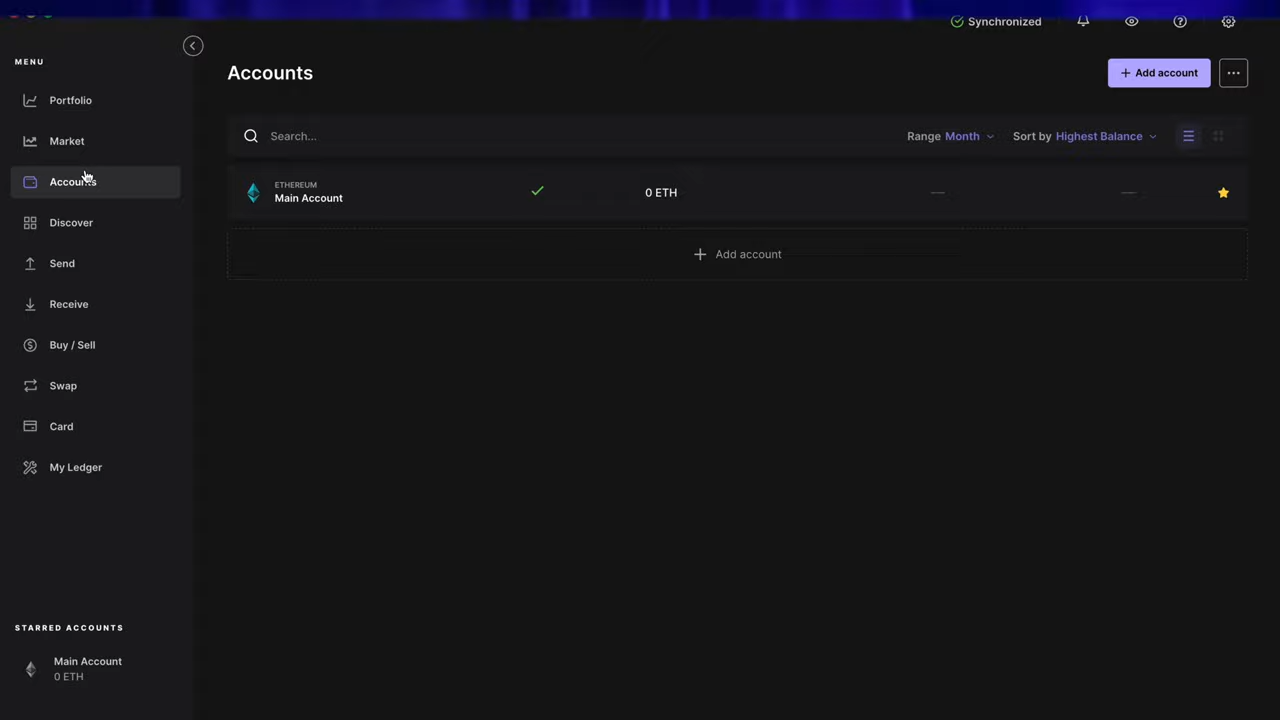 Synchronized
MENU
Portfolio
Market
Accounts
Discover
Send
Receive
Buy / Sell
Swap
Card
My Ledger
STARRED ACCOUNTS
Main Account
0 ETH
Accounts
+ Add account
Search...
Range Month
Sort by Highest Balance
ETHEREUM
Main Account
0 ETH
+ Add account